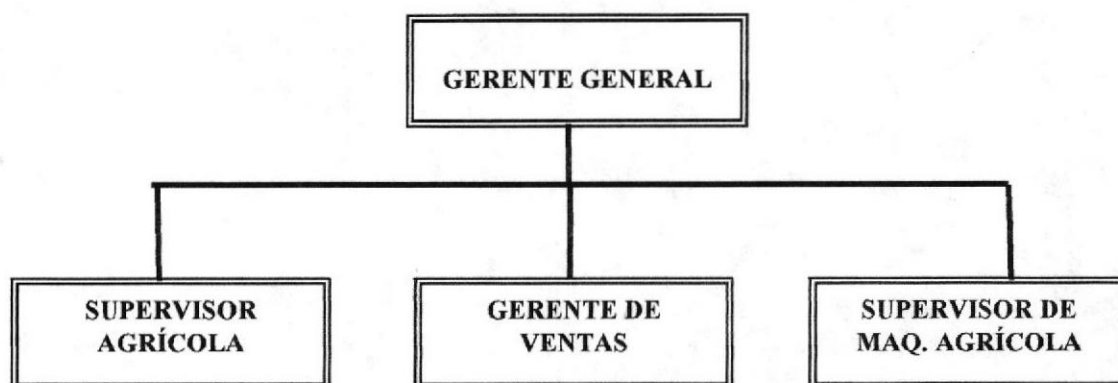 GERENTE GENERAL
SUPERVISOR
AGRÍCOLA
GERENTE DE
VENTAS
SUPERVISOR DE
MAQ. AGRÍCOLA